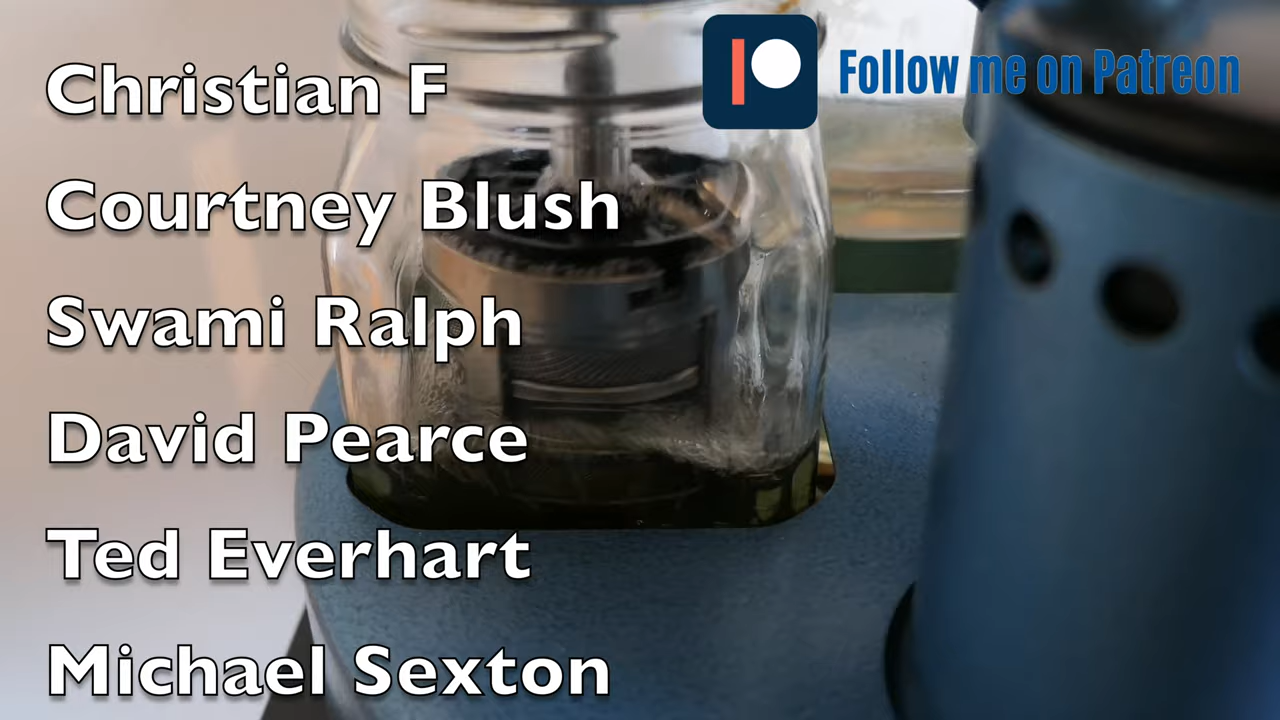 Follow me on Patreon
Christian F
Courtney Blush
Swami Ralph
David Pearce
Ted Everhart
Michael Sexton